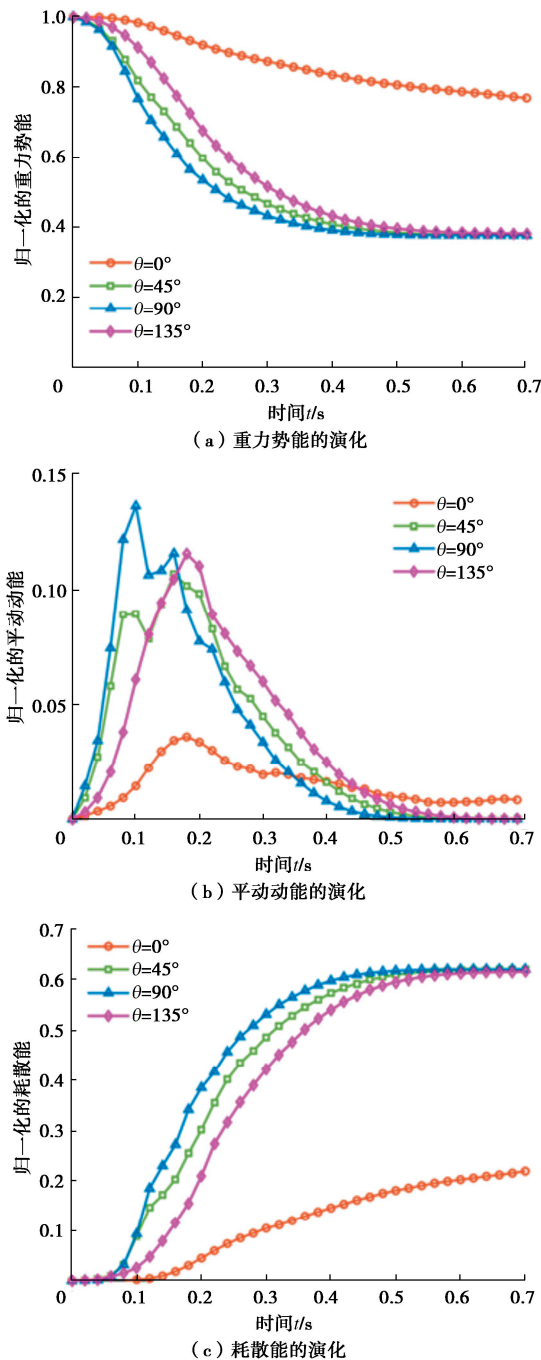 1.0
0.8
0.6
0.4
0.2
归一化的重力势能
θ=0°
θ=45°
θ=90°
θ=135°
0 0.1 0.2 0.3 0.4 0.5 0.6 0.7
时间t/s
（a）重力势能的演化
0.15
0.10
0.05
归一化的平动动能
θ=0°
θ=45°
θ=90°
θ=135°
0 0.1 0.2 0.3 0.4 0.5 0.6 0.7
时间t/s
（b）平动动能的演化
0.7
0.6
0.5
0.4
0.3
0.2
0.1
归一化的耗散能
θ=0°
θ=45°
θ=90°
θ=135°
0 0.1 0.2 0.3 0.4 0.5 0.6 0.7
时间t/s
（c）耗散能的演化